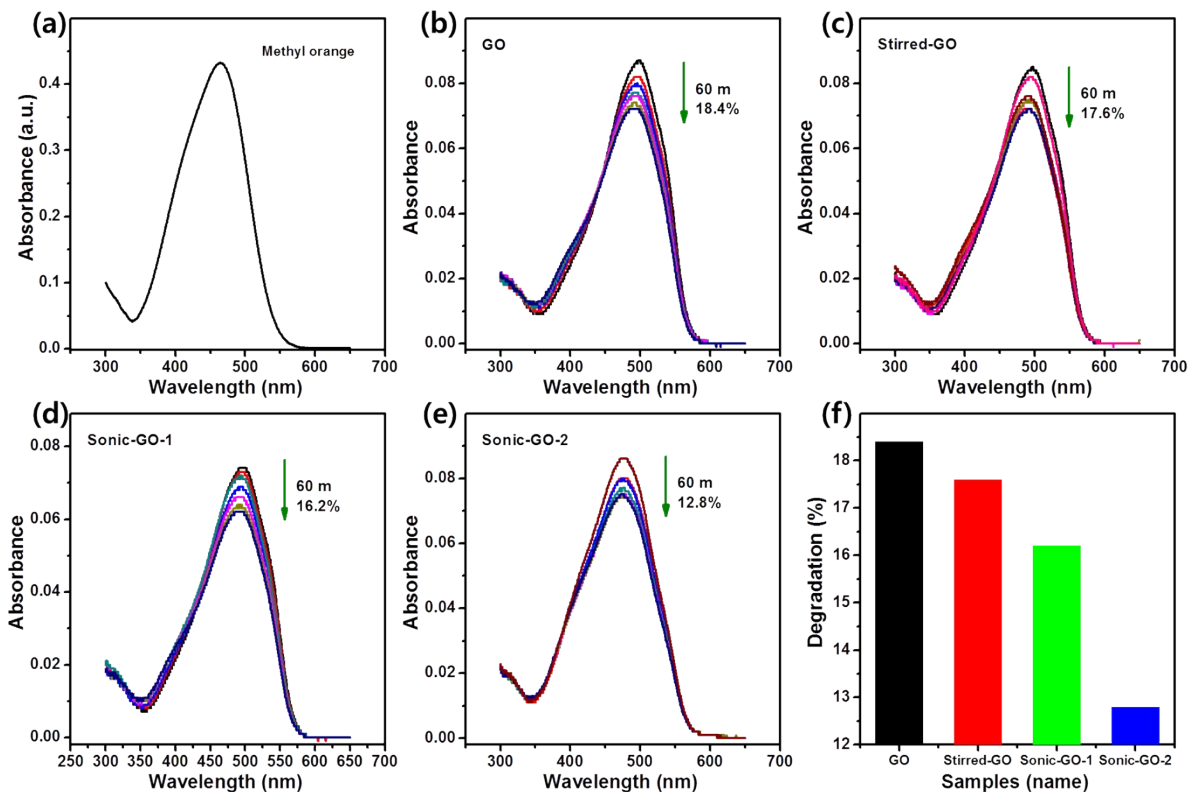 (a)
Methyl orange
Absorbance (a.u.)
0.4
0.3
0.2
0.1
0.0
300 350 400 450 500 550 600 650 700
Wavelength (nm)
(b)
GO
60 m
18.4%
Absorbance
0.08
0.06
0.04
0.02
0.00
300 400 500 600 700
Wavelength (nm)
(c)
Stirred-GO
60 m
17.6%
Absorbance
0.08
0.06
0.04
0.02
0.00
300 400 500 600 700
Wavelength (nm)
(d)
Sonic-GO-1
60 m
16.2%
Absorbance
0.08
0.06
0.04
0.02
0.00
250 300 350 400 450 500 550 600 650 700
Wavelength (nm)
(e)
Sonic-GO-2
60 m
12.8%
Absorbance
0.08
0.06
0.04
0.02
0.00
300 400 500 600 700
Wavelength (nm)
(f)
Degradation (%)
18
17
16
15
14
13
12
GO Stirred-GO Sonic-GO-1 Sonic-GO-2
Samples (name)